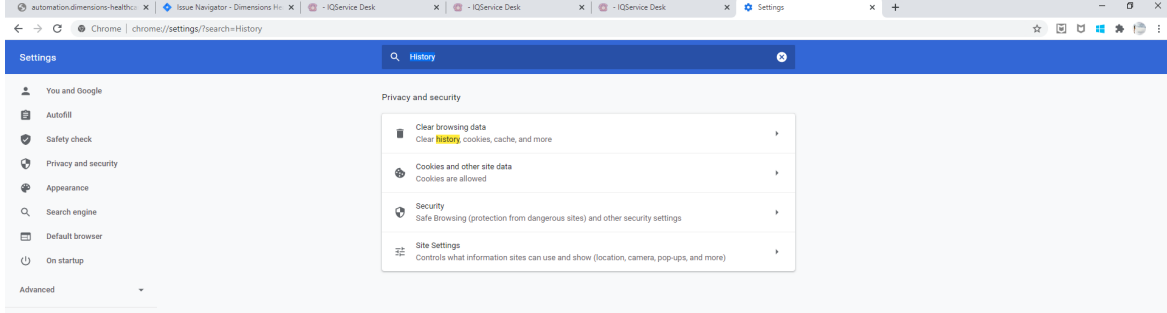 automation.dimensions-healthca
Issue Navigator - Dimensions He
- IQService Desk
- IQService Desk
- IQService Desk
Settings
Chrome | chrome://settings/?search=History
Settings
History
You and Google
Autofill
Safety check
Privacy and security
Appearance
Search engine
Default browser
On startup
Advanced
Privacy and security
Clear browsing data
Clear history, cookies, cache, and more
Cookies and other site data
Cookies are allowed
Security
Safe Browsing (protection from dangerous sites) and other security settings
Site Settings
Controls what information sites can use and show (location, camera, pop-ups, and more)